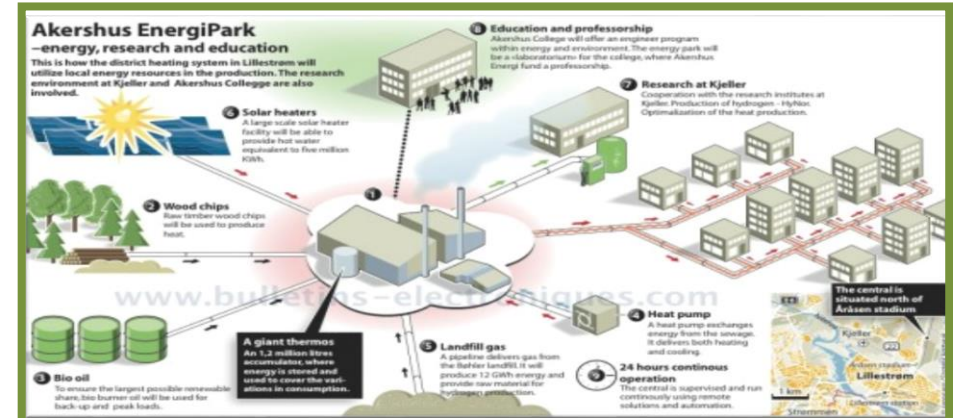 Akershus EnergiPark
–energy, research and education
This is how the district heating system in Lillestrøm will
utilize local energy resources in the production. The research
environment at Kjeller and Akershus Collegge are also
involved.
8 Education and professorship
Akershus College will offer an engineer program
within energy and environment. The energy park will
be a «laboratorium» for the college, where Akershus
Energi fund a professorship.
7 Research at Kjeller
Cooperation with the research institutes at
Kjeller. Production of hydrogen - HyNor.
Optimalization of the heat production.
6 Solar heaters
A large scale solar heater
facility will be able to
provide hot water
equivalent to five million
KWh.
1
2 Wood chips
Raw timber wood chips
will be used to produce
heat.
www.bulletins-electroniques.com
The central is
situated north of
Åråsen stadium
A giant thermos
An 1,2 million litres
accumulator, where
energy is stored and
used to cover the vari-
ations in consumption.
4 Heat pump
A heat pump exchanges
energy from the sewage.
It delivers both heating
and cooling.
5 Landfill gas
A pipeline delivers gas from
the Bøhler landfill. It will
produce 12 GWh energy and
provide raw material for
hydrogen production.
9 24 hours continous
operation
The central is supervised and run
continously using remote
solutions and automation.
3 Bio oil
To ensure the largest possible renewable
share, bio burner oil will be used for
back-up and peak loads.
Kjeller
22
Åråsen stadium
Lillestrøm
Lillestrøm station
1 km
Strømmen